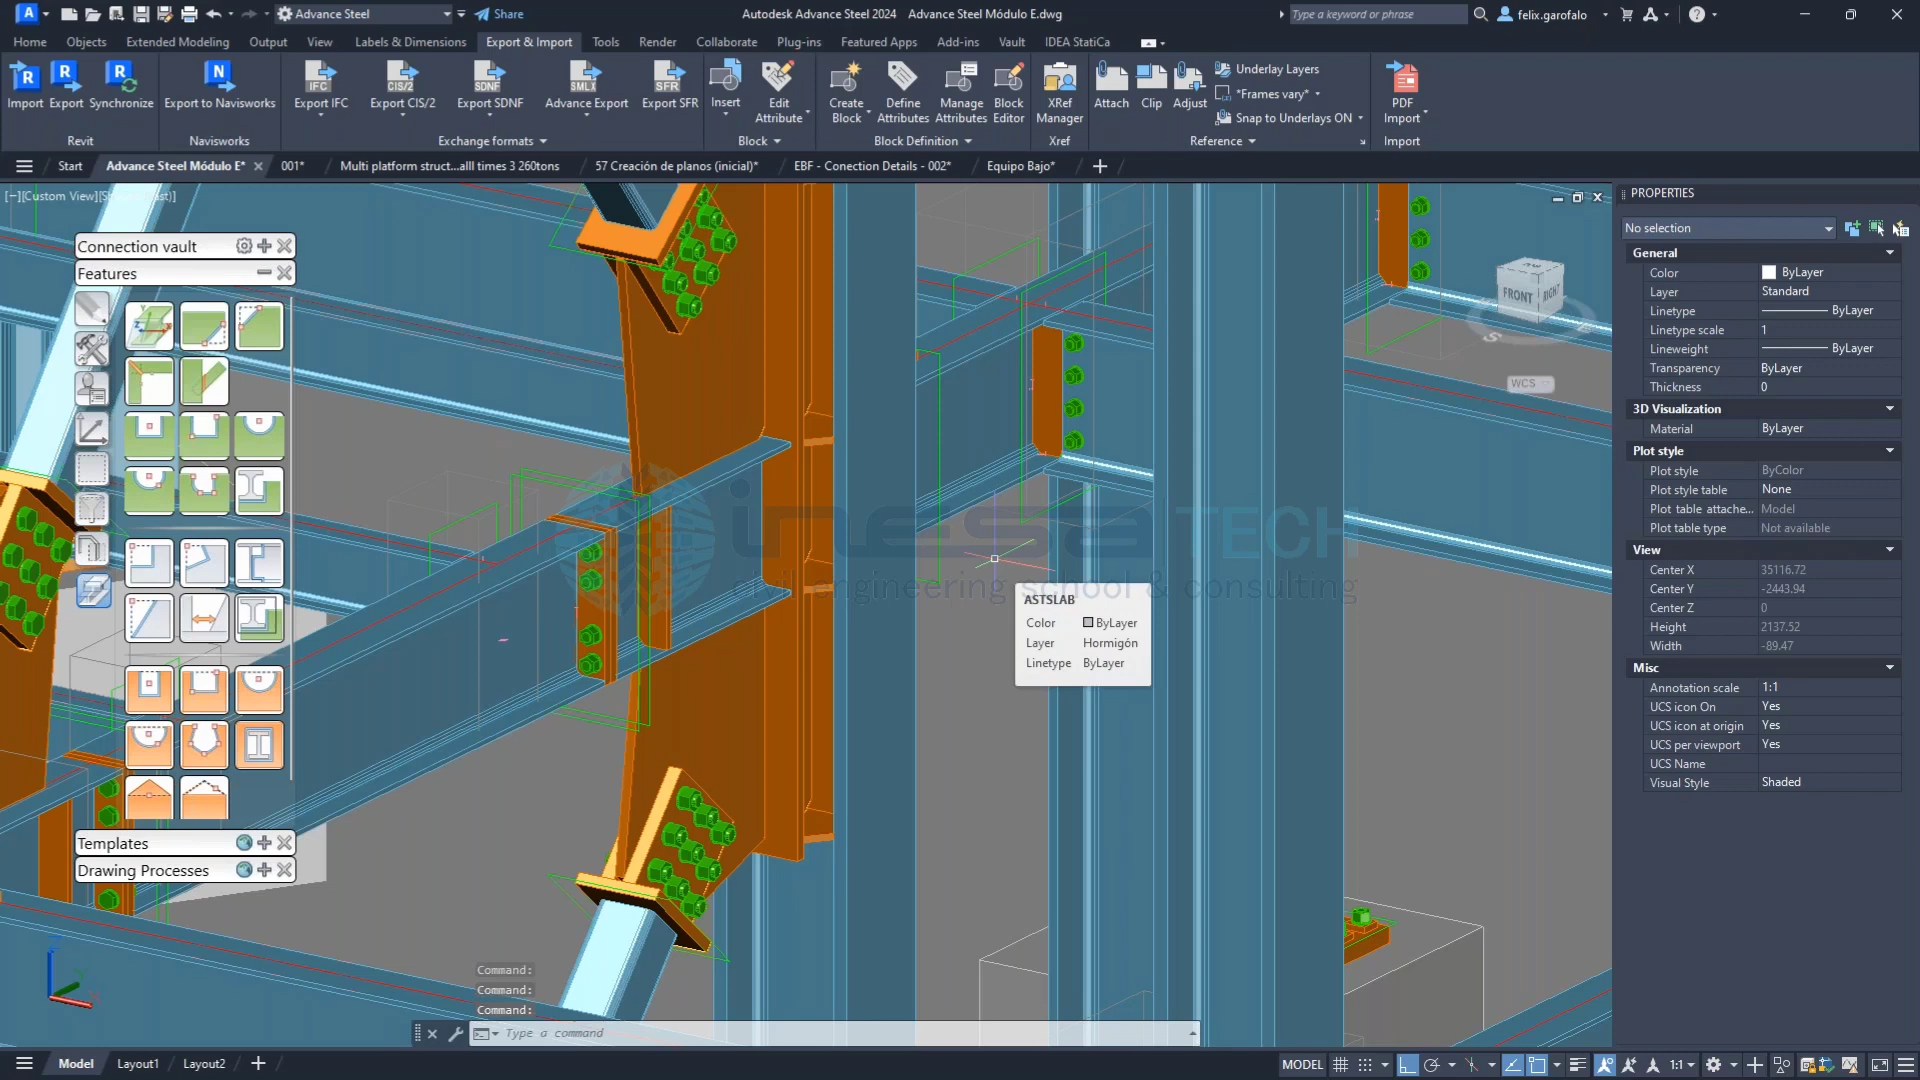 Advance Steel
Share
Autodesk Advance Steel 2024 Advance Steel Módulo E.dwg
Type a keyword or phrase
felix.garofalo
Home
Objects
Extended Modeling
Output
View
Labels & Dimensions
Export & Import
Tools
Render
Collaborate
Plug-ins
Featured Apps
Add-ins
Vault
IDEA StatiCa
Import
Export
Synchronize
Export to Navisworks
IFC
Export IFC
CIS/2
Export CIS/2
SDNF
Export SDNF
SMLX
Advance Export
SFR
Export SFR
Insert
Edit
Attribute
Create
Block
Define
Attributes
Manage
Attributes
Block
Editor
XRef
Manager
Attach
Clip
Adjust
Underlay Layers
*Frames vary*
Snap to Underlays ON
PDF
Import
Revit
Navisworks
Exchange formats
Block
Block Definition
Xref
Reference
Import
Start
Advance Steel Módulo E*
001*
Multi platform struct...alll times 3 260tons
57 Creación de planos (inicial)*
EBF - Conection Details - 002*
Equipo Bajo*
[−][Custom View]
Connection vault
Features
Templates
Drawing Processes
inesa TECH
civil engineering school & consulting
ASTSLAB
Color ByLayer
Layer Hormigón
Linetype ByLayer
FRONT
RIGHT
S
WCS
Command:
Command:
Command:
Type a command
PROPERTIES
No selection
General
Color ByLayer
Layer Standard
Linetype ByLayer
Linetype scale 1
Lineweight ByLayer
Transparency ByLayer
Thickness 0
3D Visualization
Material ByLayer
Plot style
Plot style ByColor
Plot style table None
Plot table attache... Model
Plot table type Not available
View
Center X 35116.72
Center Y -2443.94
Center Z 0
Height 2137.52
Width -89.47
Misc
Annotation scale 1:1
UCS icon On Yes
UCS icon at origin Yes
UCS per viewport Yes
UCS Name
Visual Style Shaded
Model
Layout1
Layout2
MODEL
1:1